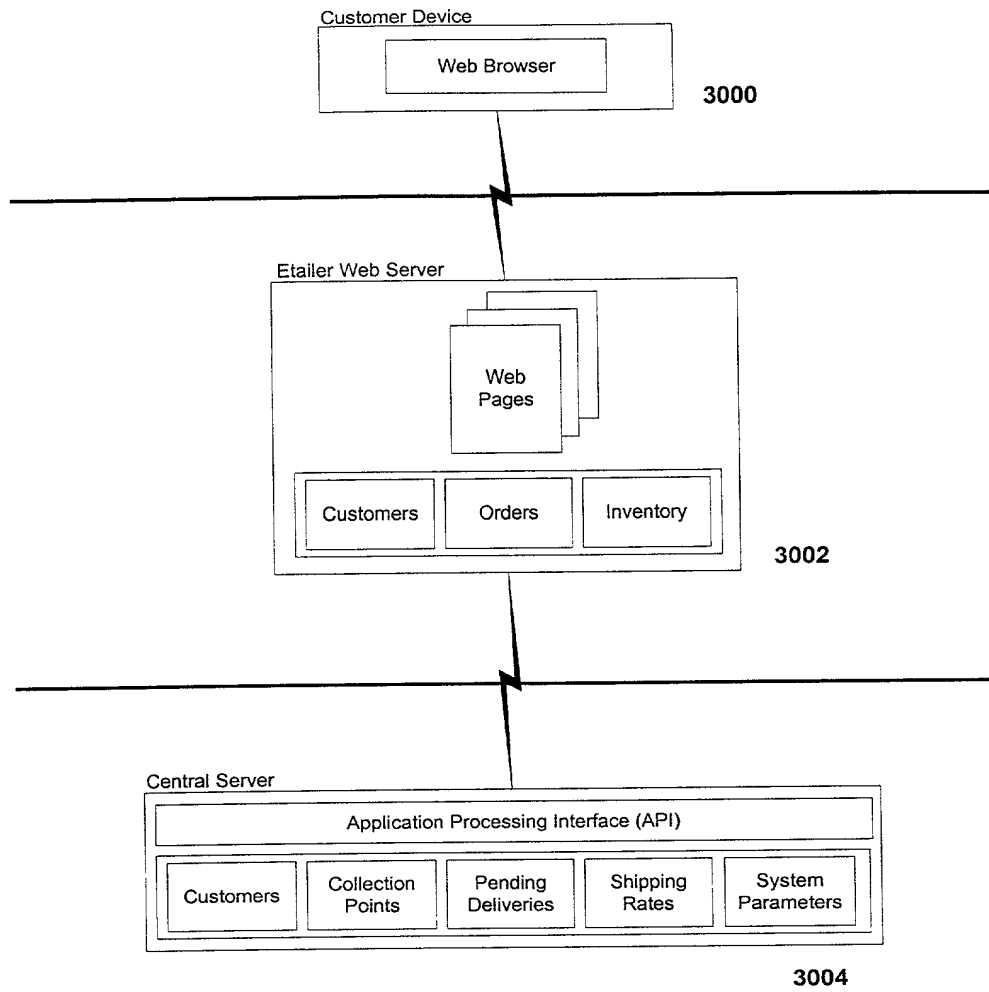 Customer Device
Web Browser
3000
Etailer Web Server
Web
Pages
Customers
Orders
Inventory
3002
Central Server
Application Processing Interface (API)
Customers
Collection
Points
Pending
Deliveries
Shipping
Rates
System
Parameters
3004